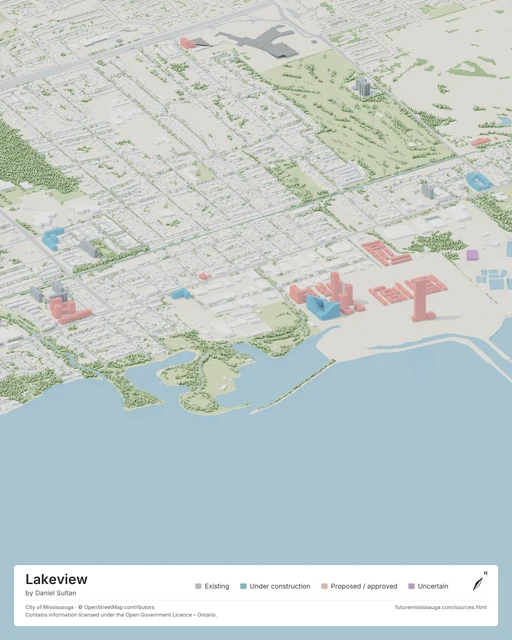 Lakeview
by Daniel Sultan
Existing
Under construction
Proposed / approved
Uncertain
N
City of Mississauga · © OpenStreetMap contributors
Contains information licensed under the Open Government Licence – Ontario.
futuremississauga.com/sources.html